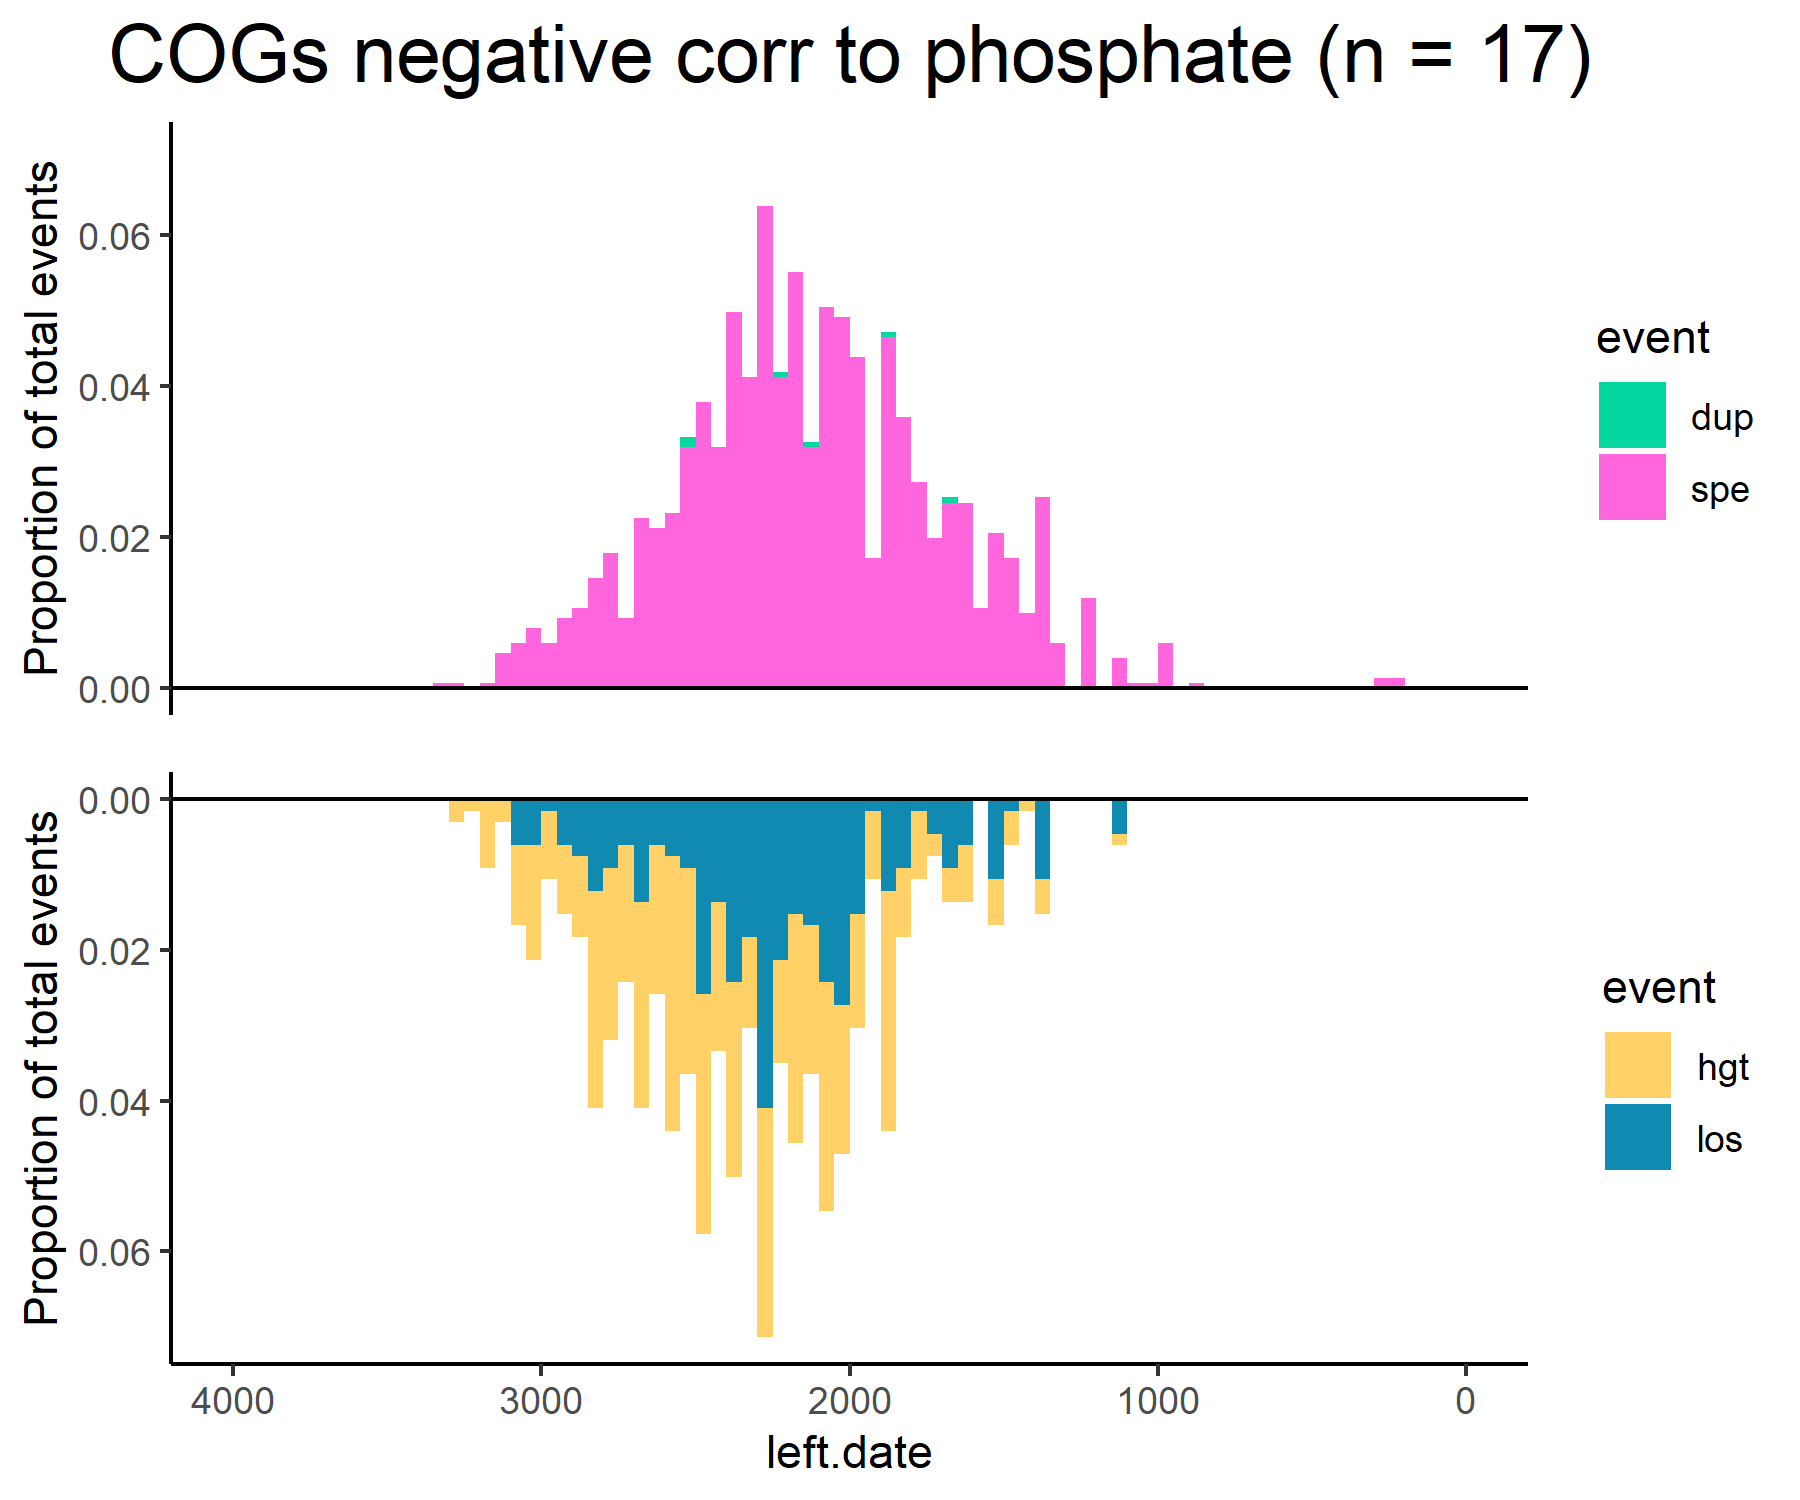 COGs negative corr to phosphate (n = 17)
Proportion of total events
0.06
0.04
0.02
0.00
event
dup
spe
Proportion of total events
0.00
0.02
0.04
0.06
event
hgt
los
4000 3000 2000 1000 0
left.date